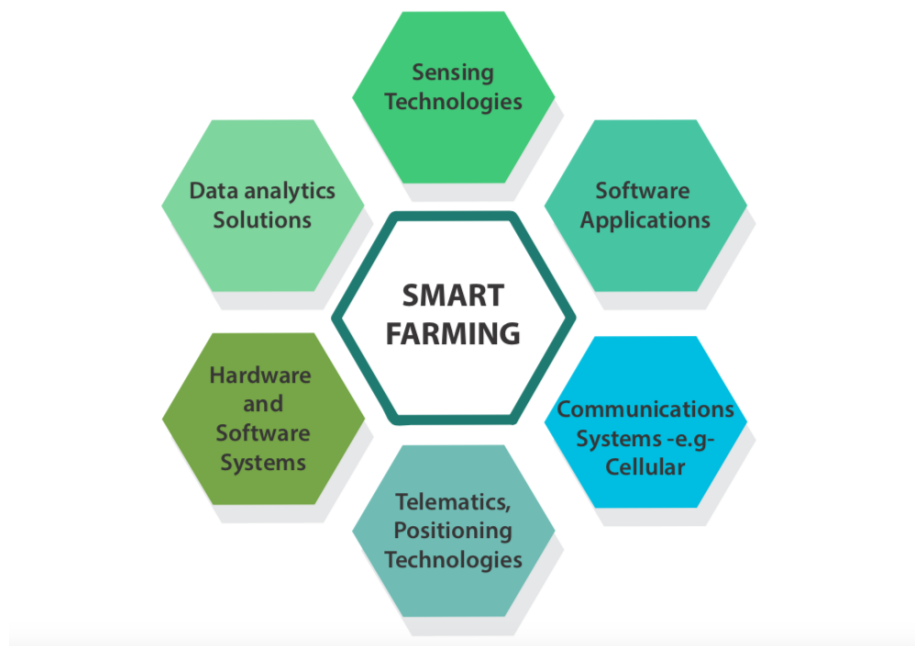 Sensing
Technologies
Data analytics
Solutions
Software
Applications
SMART
FARMING
Hardware
and
Software
Systems
Communications
Systems -e.g-
Cellular
Telematics,
Positioning
Technologies